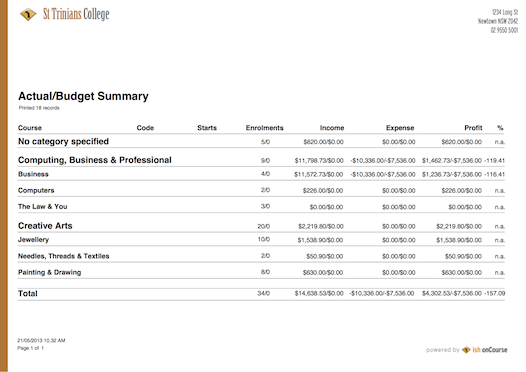 St Trinians College
1234 Long St
Newtown NSW 2042
02 9550 5001
Actual/Budget Summary
Printed 18 records
Course Code Starts Enrolments Income Expense Profit %
No category specified 5/0 $620.00/$0.00 $0.00/$0.00 $620.00/$0.00 n.a.
Computing, Business & Professional 9/0 $11,798.73/$0.00 -$10,336.00/-$7,536.00 $1,462.73/-$7,536.00 -119.41
Business 4/0 $11,572.73/$0.00 -$10,336.00/-$7,536.00 $1,236.73/-$7,536.00 -116.41
Computers 2/0 $226.00/$0.00 $0.00/$0.00 $226.00/$0.00 n.a.
The Law & You 3/0 $0.00/$0.00 $0.00/$0.00 $0.00/$0.00 n.a.
Creative Arts 20/0 $2,219.80/$0.00 $0.00/$0.00 $2,219.80/$0.00 n.a.
Jewellery 10/0 $1,538.90/$0.00 $0.00/$0.00 $1,538.90/$0.00 n.a.
Needles, Threads & Textiles 2/0 $50.90/$0.00 $0.00/$0.00 $50.90/$0.00 n.a.
Painting & Drawing 8/0 $630.00/$0.00 $0.00/$0.00 $630.00/$0.00 n.a.
Total 34/0 $14,638.53/$0.00 -$10,336.00/-$7,536.00 $4,302.53/-$7,536.00 -157.09
21/05/2013 10.32 AM
Page 1 of 1
powered by ish onCourse